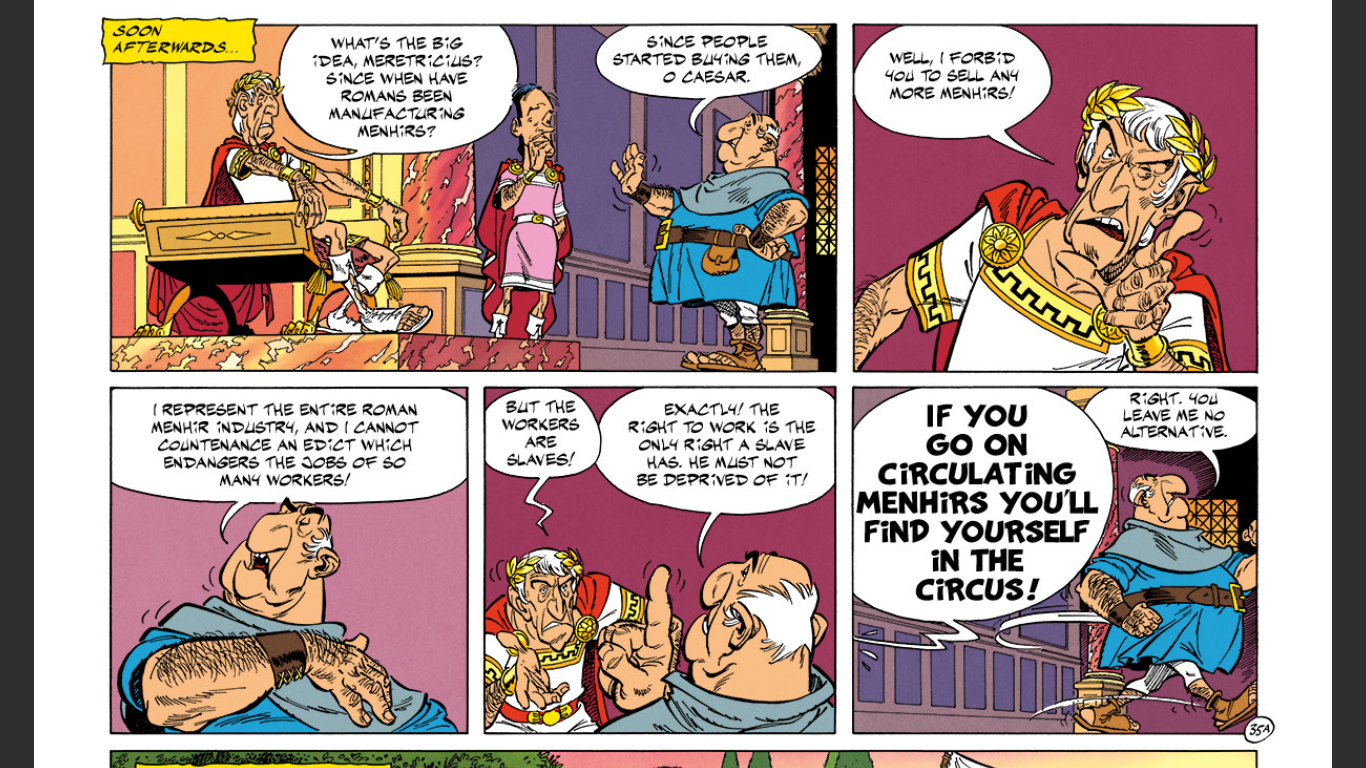 SOON
AFTERWARDS...
WHAT'S THE BIG
IDEA, MERETRICIUS?
SINCE WHEN HAVE
ROMANS BEEN
MANUFACTURING
MENHIRS?
SINCE PEOPLE
STARTED BUYING THEM,
O CAESAR.
WELL, I FORBID
YOU TO SELL ANY
MORE MENHIRS!
I REPRESENT THE ENTIRE ROMAN
MENHIR INDUSTRY, AND I CANNOT
COUNTENANCE AN EDICT WHICH
ENDANGERS THE JOBS OF SO
MANY WORKERS!
BUT THE
WORKERS
ARE
SLAVES!
EXACTLY! THE
RIGHT TO WORK IS THE
ONLY RIGHT A SLAVE
HAS. HE MUST NOT
BE DEPRIVED OF IT!
IF YOU
GO ON
CIRCULATING
MENHIRS YOU'LL
FIND YOURSELF
IN THE
CIRCUS!
RIGHT. YOU
LEAVE ME NO
ALTERNATIVE.
35A